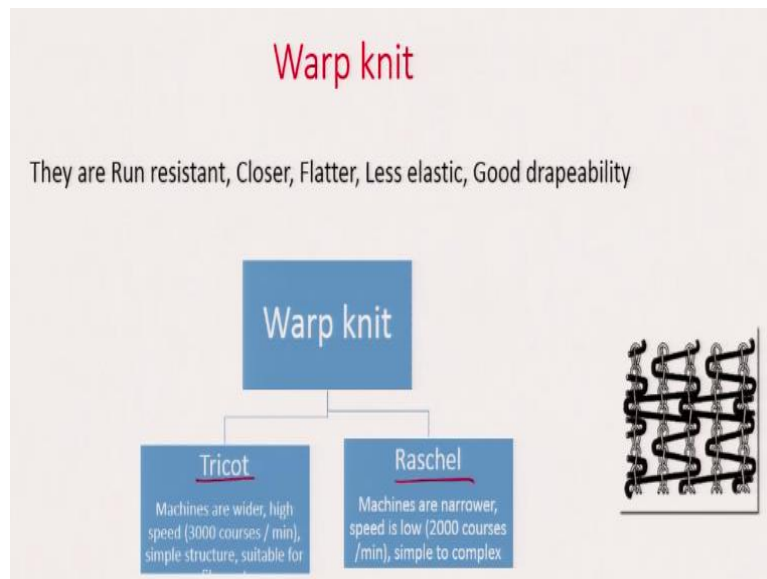 Warp knit
They are Run resistant, Closer, Flatter, Less elastic, Good drapeability
Warp knit
Tricot
Machines are wider, high
speed (3000 courses / min),
simple structure, suitable for
Raschel
Machines are narrower,
speed is low (2000 courses
/min), simple to complex